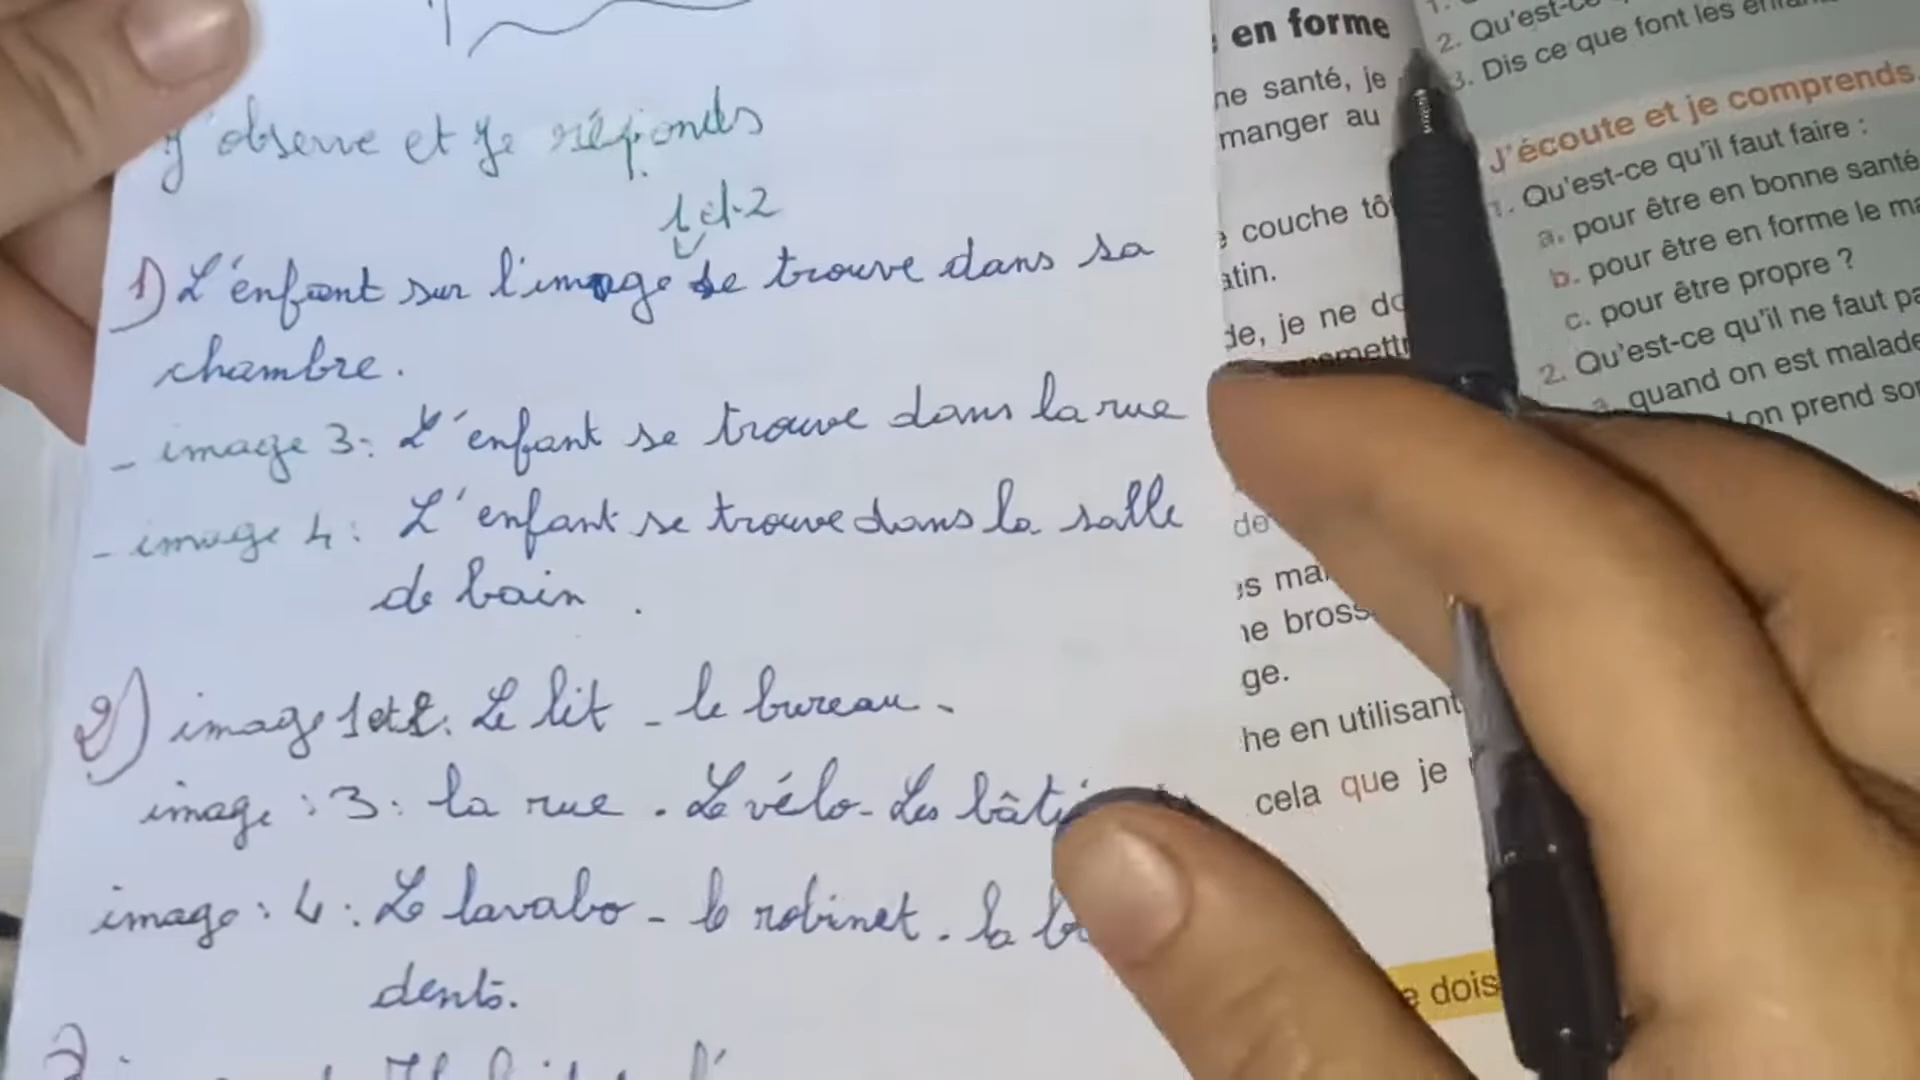 J'observe et je réponds
1 et 2
1) L'enfant sur l'image se trouve dans sa
chambre.
- image 3: L'enfant se trouve dans la rue
- image 4: L'enfant se trouve dans la salle
de bain.
2) image 1 et 2. Le lit - le bureau.
image: 3: la rue. Le vélo - Les bâti
image: 4: Le lavabo - le robinet. la b
dents.
en forme
santé, je
manger au
couche tô
atin.
de, je ne do
de
s ma
brosse
ge.
he en utilisant
cela que je
dois
2. Qu'est-ce
3. Dis ce que font les enfan
J'écoute et je comprends
1. Qu'est-ce qu'il faut faire :
a. pour être en bonne santé
b. pour être en forme le ma
c. pour être propre ?
2. Qu'est-ce qu'il ne faut pa
a. quand on est malade
on prend son